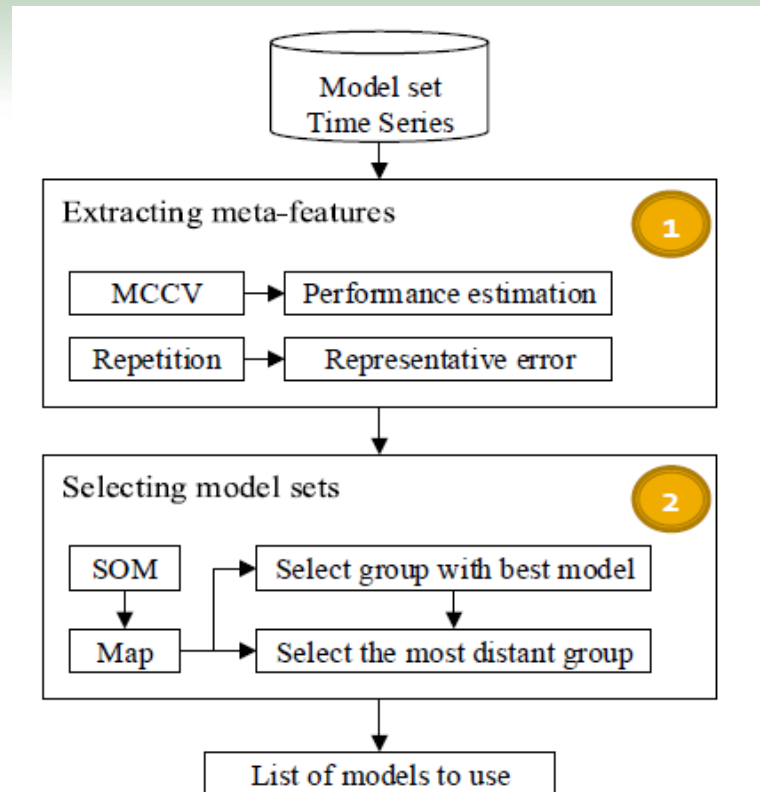 Model set
Time Series
Extracting meta-features
1
MCCV
Performance estimation
Repetition
Representative error
Selecting model sets
2
SOM
Select group with best model
Map
Select the most distant group
List of models to use